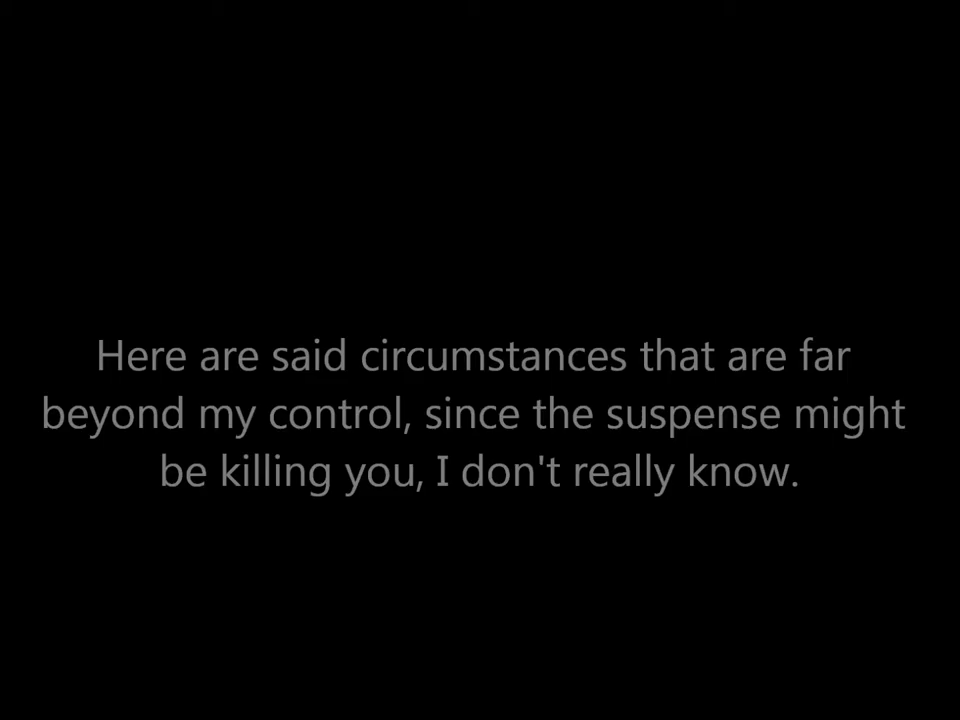 Here are said circumstances that are far
beyond my control, since the suspense might
be killing you, I don't really know.